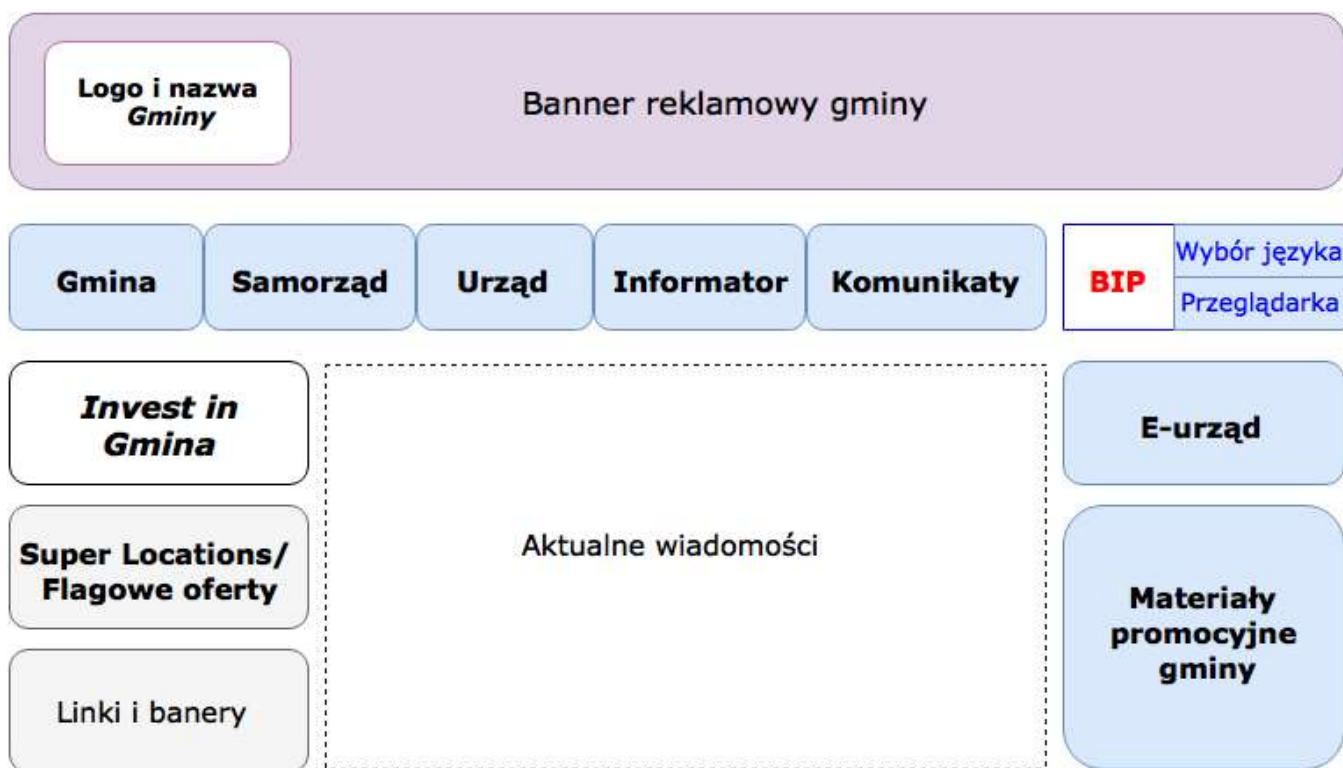 Logo i nazwa
Gminy
Banner reklamowy gminy
Gmina
Samorząd
Urząd
Informator
Komunikaty
BIP
Wybór języka
Przeglądarka
Invest in
Gmina
E-urząd
Super Locations/
Flagowe oferty
Aktualne wiadomości
Materiały
promocyjne
gminy
Linki i banery